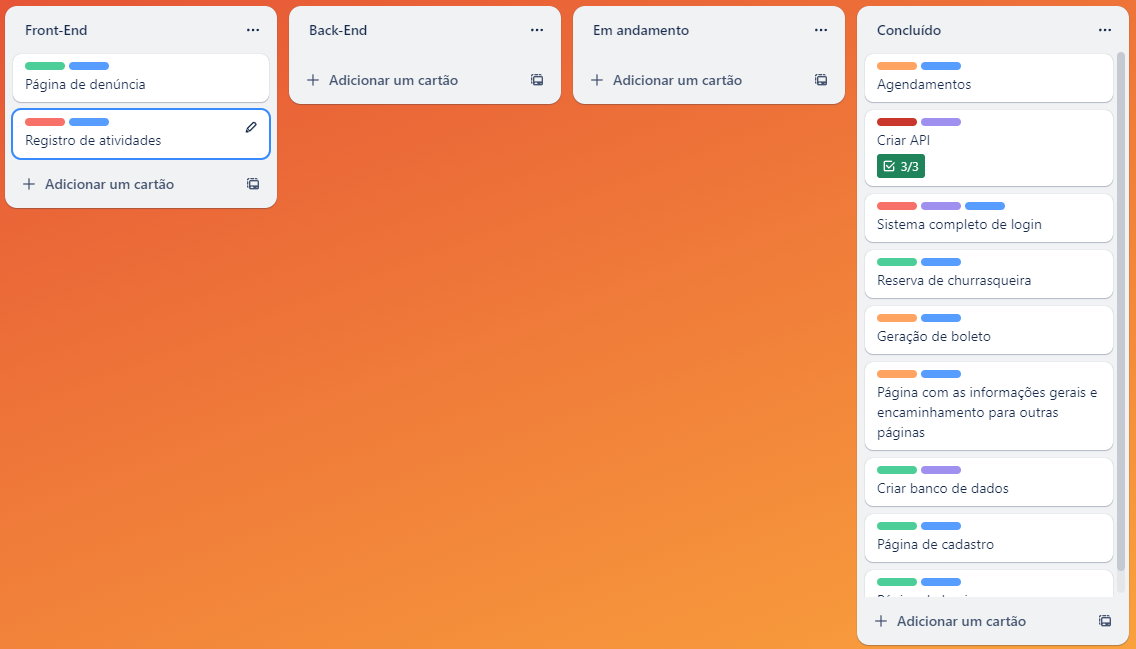 Front-End
Página de denúncia
Registro de atividades
Adicionar um cartão
Back-End
Adicionar um cartão
Em andamento
Adicionar um cartão
Concluído
Agendamentos
Criar API
3/3
Sistema completo de login
Reserva de churrasqueira
Geração de boleto
Página com as informações gerais e
encaminhamento para outras
páginas
Criar banco de dados
Página de cadastro
Adicionar um cartão